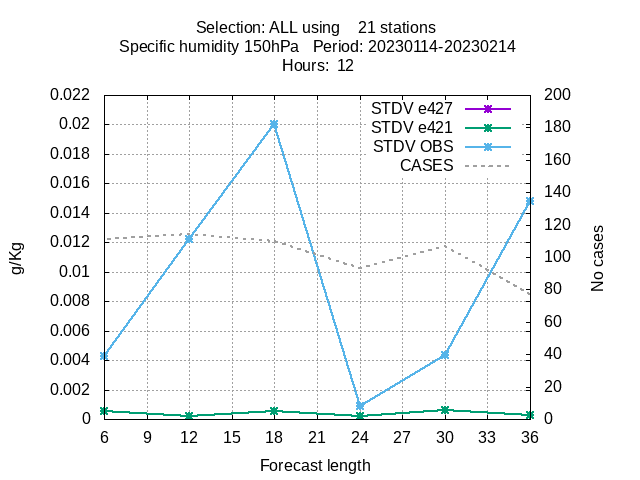 Selection: ALL using    21 stations
Specific humidity 150hPa   Period: 20230114-20230214
Hours:  12
0.022
0.02
0.018
0.016
0.014
0.012
0.01
0.008
0.006
0.004
0.002
0
g/Kg
STDV e427
STDV e421
STDV OBS
CASES
200
180
160
140
120
100
80
60
40
20
0
No cases
6 9 12 15 18 21 24 27 30 33 36
Forecast length